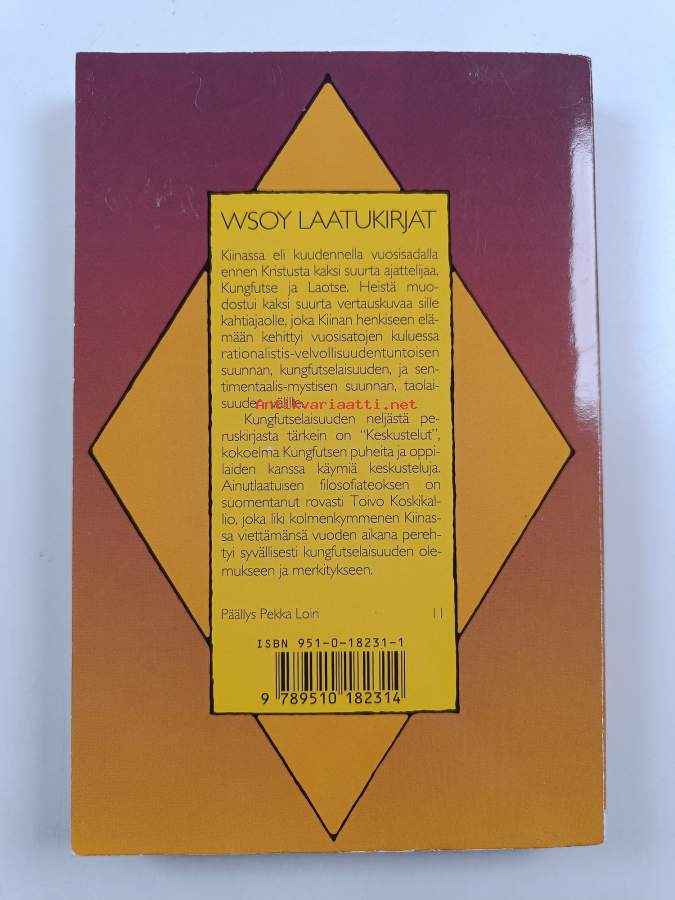 WSOY LAATUKIRJAT
Kiinassa eli kuudennella vuosisadalla
ennen Kristusta kaksi suurta ajattelijaa,
Kungfutse ja Laotse. Heistä muo-
dostui kaksi suurta vertauskuvaa sille
kahtiajaolle, joka Kiinan henkiseen elä-
mään kehittyi vuosisatojen kuluessa
rationalistis-velvollisuudentuntoisen
suunnan, kungfutselaisuuden, ja sen-
timentaalis-mystisen suunnan, taolai-
suuden välille.
Antikvariaatti.net
Kungfutselaisuuden neljästä pe-
ruskirjasta tärkein on "Keskustelut",
kokoelma Kungfutsen puheita ja oppi-
laiden kanssa käymiä keskusteluja.
Ainutlaatuisen filosofiateoksen on
suomentanut rovasti Toivo Koskikal-
lio, joka liki kolmenkymmenen Kiinas-
sa viettämänsä vuoden aikana pereh-
tyi syvällisesti kungfutselaisuuden ole-
mukseen ja merkitykseen.
Päällys Pekka Loiri 11
ISBN 951-0-18231-1
9 789510 182314